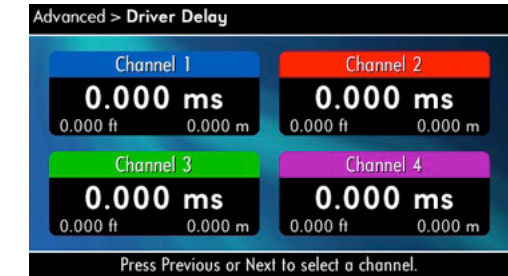 Advanced > Driver Delay
Channel 1
0.000 ms
0.000 ft 0.000 m
Channel 2
0.000 ms
0.000 ft 0.000 m
Channel 3
0.000 ms
0.000 ft 0.000 m
Channel 4
0.000 ms
0.000 ft 0.000 m
Press Previous or Next to select a channel.